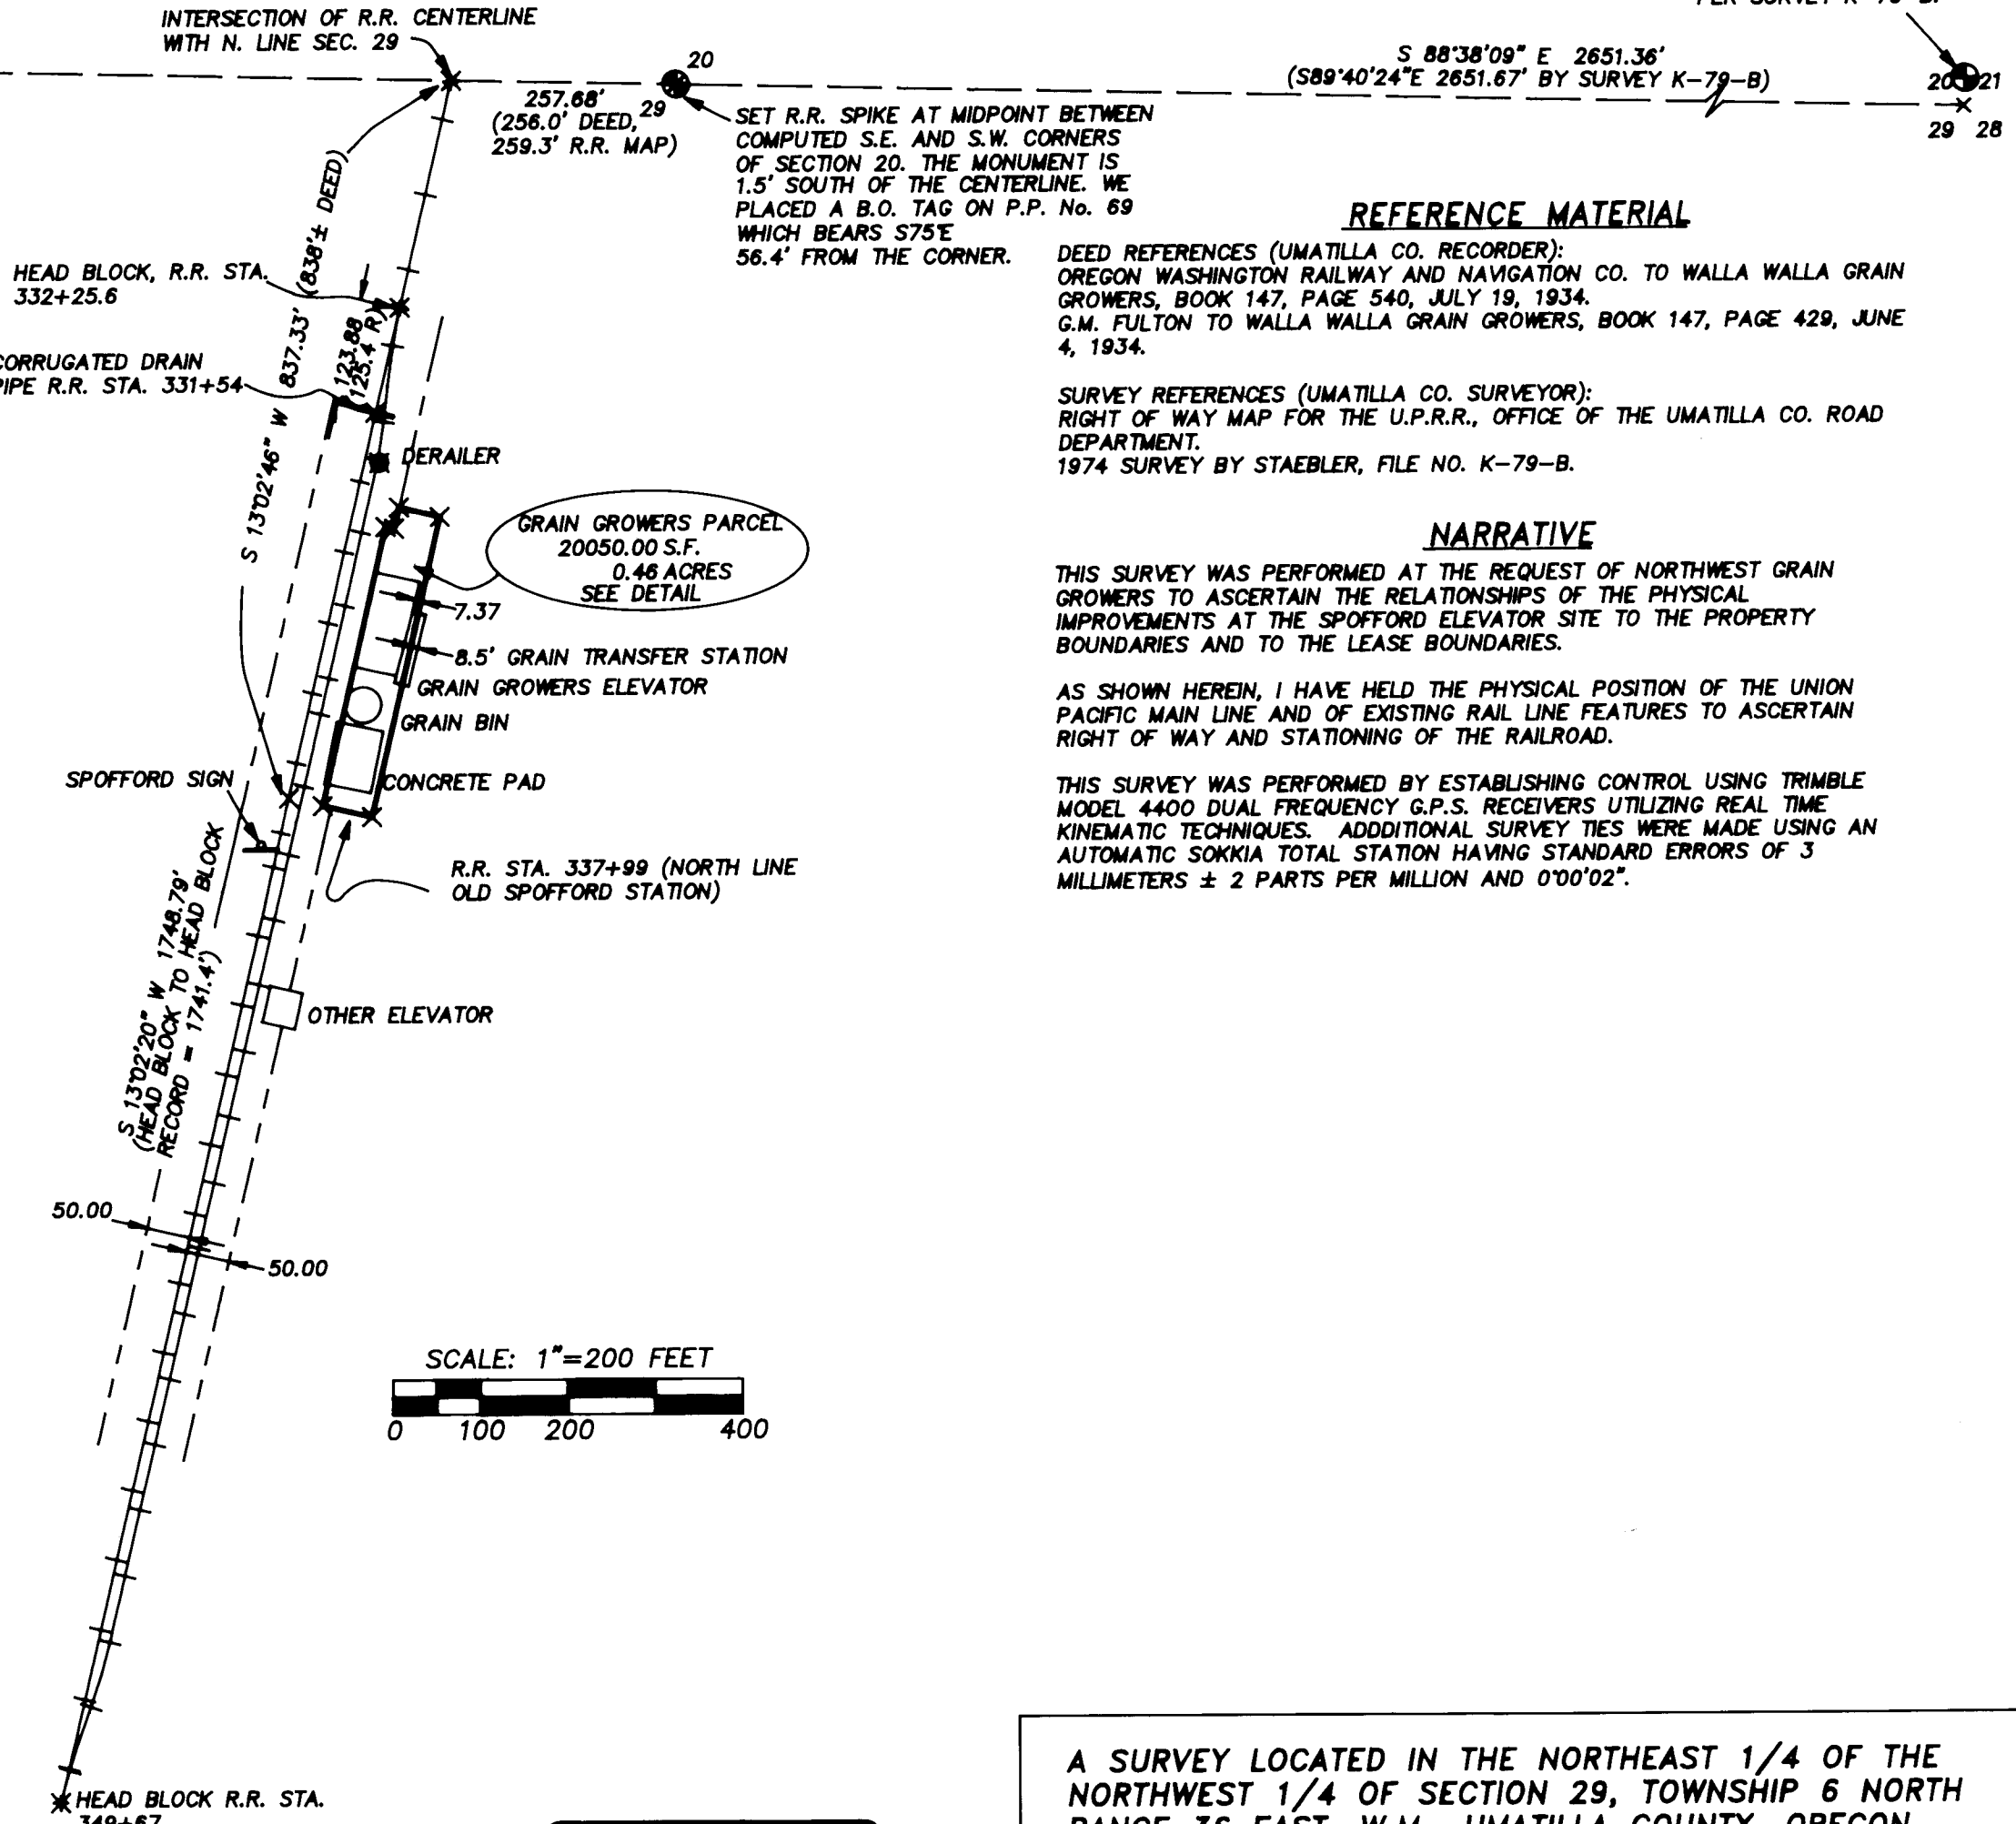 INTERSECTION OF R.R. CENTERLINE
WITH N. LINE SEC. 29
20
257.68'
(256.0' DEED,
259.3' R.R. MAP)
29
SET R.R. SPIKE AT MIDPOINT BETWEEN
COMPUTED S.E. AND S.W. CORNERS
OF SECTION 20. THE MONUMENT IS
1.5' SOUTH OF THE CENTERLINE. WE
PLACED A B.O. TAG ON P.P. No. 69
WHICH BEARS S75°E
56.4' FROM THE CORNER.
S 88°38'09" E 2651.36'
(S89°40'24"E 2651.67' BY SURVEY K-79-B)
PER SURVEY K-79-B.
20 21
29 28
HEAD BLOCK, R.R. STA.
332+25.6
CORRUGATED DRAIN
PIPE R.R. STA. 331+54
S 13°02'46" W 837.33' (838'± DEED)
123.88
(125.4 R)
DERAILER
GRAIN GROWERS PARCEL
20050.00 S.F.
0.46 ACRES
SEE DETAIL
7.37
8.5' GRAIN TRANSFER STATION
GRAIN GROWERS ELEVATOR
GRAIN BIN
CONCRETE PAD
SPOFFORD SIGN
R.R. STA. 337+99 (NORTH LINE
OLD SPOFFORD STATION)
S 13°02'20" W 1748.79'
(HEAD BLOCK TO HEAD BLOCK
RECORD = 1741.4')
OTHER ELEVATOR
50.00
50.00
SCALE: 1"=200 FEET
0 100 200 400
HEAD BLOCK R.R. STA.
349+67
REFERENCE MATERIAL
DEED REFERENCES (UMATILLA CO. RECORDER):
OREGON WASHINGTON RAILWAY AND NAVIGATION CO. TO WALLA WALLA GRAIN
GROWERS, BOOK 147, PAGE 540, JULY 19, 1934.
G.M. FULTON TO WALLA WALLA GRAIN GROWERS, BOOK 147, PAGE 429, JUNE
4, 1934.
SURVEY REFERENCES (UMATILLA CO. SURVEYOR):
RIGHT OF WAY MAP FOR THE U.P.R.R., OFFICE OF THE UMATILLA CO. ROAD
DEPARTMENT.
1974 SURVEY BY STAEBLER, FILE NO. K-79-B.
NARRATIVE
THIS SURVEY WAS PERFORMED AT THE REQUEST OF NORTHWEST GRAIN
GROWERS TO ASCERTAIN THE RELATIONSHIPS OF THE PHYSICAL
IMPROVEMENTS AT THE SPOFFORD ELEVATOR SITE TO THE PROPERTY
BOUNDARIES AND TO THE LEASE BOUNDARIES.
AS SHOWN HEREIN, I HAVE HELD THE PHYSICAL POSITION OF THE UNION
PACIFIC MAIN LINE AND OF EXISTING RAIL LINE FEATURES TO ASCERTAIN
RIGHT OF WAY AND STATIONING OF THE RAILROAD.
THIS SURVEY WAS PERFORMED BY ESTABLISHING CONTROL USING TRIMBLE
MODEL 4400 DUAL FREQUENCY G.P.S. RECEIVERS UTILIZING REAL TIME
KINEMATIC TECHNIQUES. ADDDITIONAL SURVEY TIES WERE MADE USING AN
AUTOMATIC SOKKIA TOTAL STATION HAVING STANDARD ERRORS OF 3
MILLIMETERS ± 2 PARTS PER MILLION AND 0°00'02".
A SURVEY LOCATED IN THE NORTHEAST 1/4 OF THE
NORTHWEST 1/4 OF SECTION 29, TOWNSHIP 6 NORTH
RANGE 36 EAST, W.M., UMATILLA COUNTY, OREGON